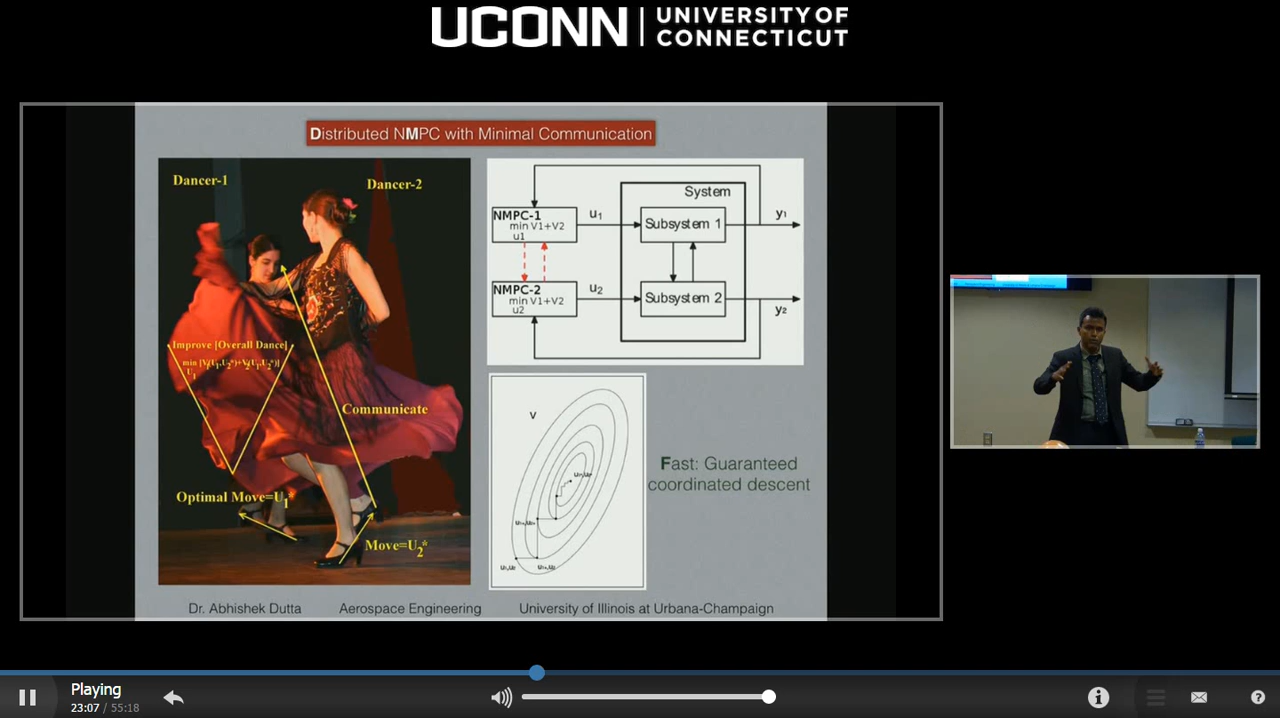 UCONN | UNIVERSITY OF
CONNECTICUT
Distributed NMPC with Minimal Communication
Dancer-1
Dancer-2
Improve [Overall Dance]
min
U1
Communicate
Optimal Move=U1*
Move=U2*
System
NMPC-1
min V1+V2
u1
u1
Subsystem 1
y1
NMPC-2
min V1+V2
u2
u2
Subsystem 2
y2
V
Fast: Guaranteed
coordinated descent
Dr. Abhishek Dutta
Aerospace Engineering
University of Illinois at Urbana-Champaign
Playing
23:07 / 55:18